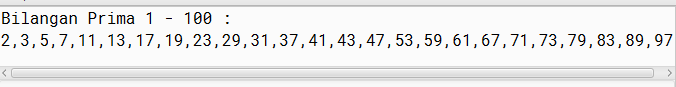 Bilangan Prima 1 - 100 :
2,3,5,7,11,13,17,19,23,29,31,37,41,43,47,53,59,61,67,71,73,79,83,89,97